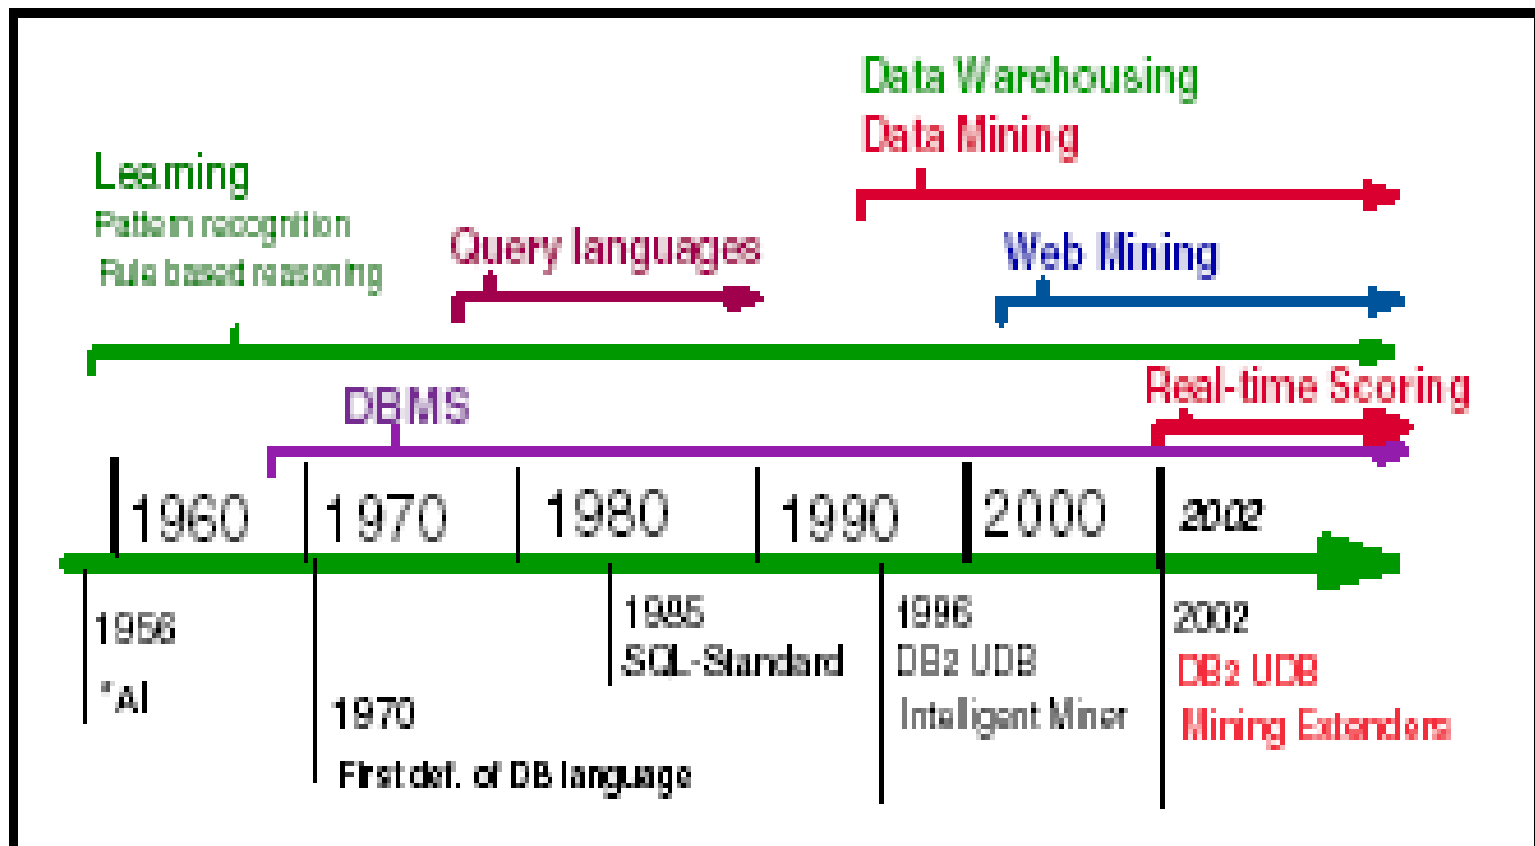 Data Warehousing
Data Mining
Learning
Pattern recognition
Rule based reasoning
Query languages
Web Mining
DBMS
Real-time Scoring
1960 1970 1980 1990 2000 2002
1956
*AI
1970
First def. of DB language
1985
SQL-Standard
1996
DB2 UDB
Intelligent Miner
2002
DB2 UDB
Mining Extenders